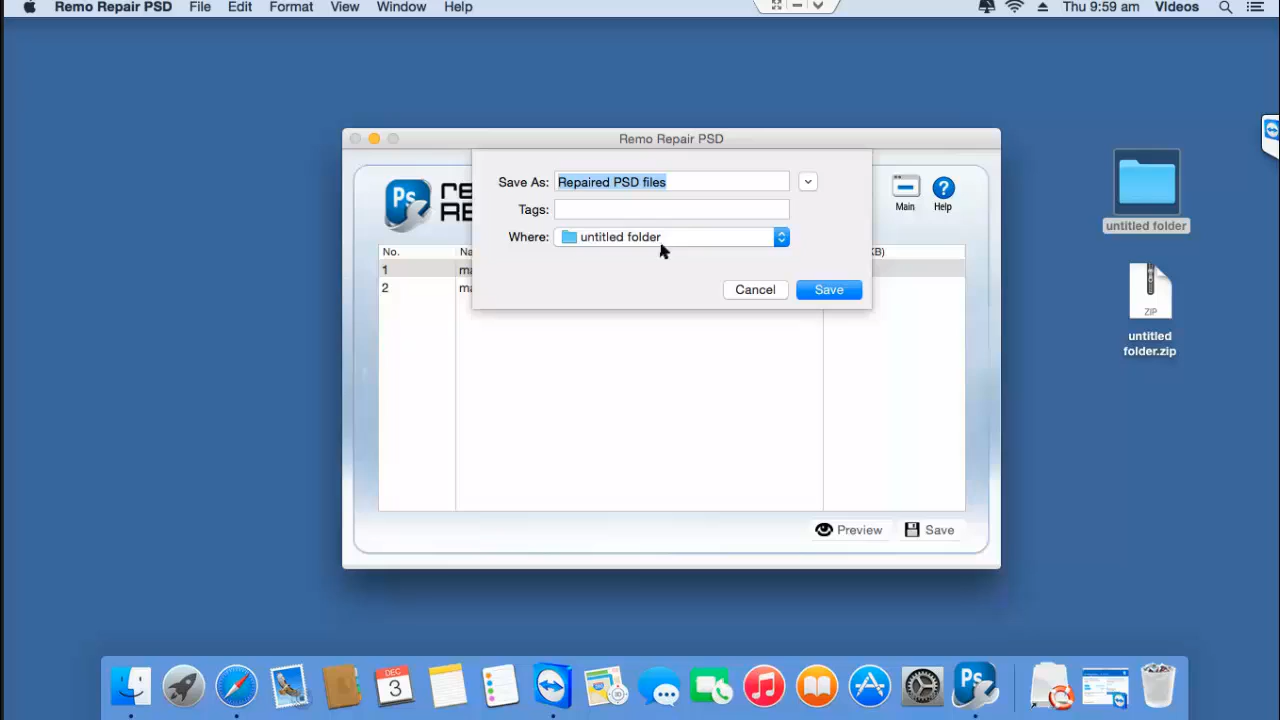 Remo Repair PSD File Edit Format View Window Help Thu 9:59 am Videos
Remo Repair PSD
Save As: Repaired PSD files
Tags:
Where: untitled folder
Cancel Save
Ps
Main Help
No.
KB)
1
2
Preview Save
untitled folder
ZIP
untitled
folder.zip
DEC
3
Ps